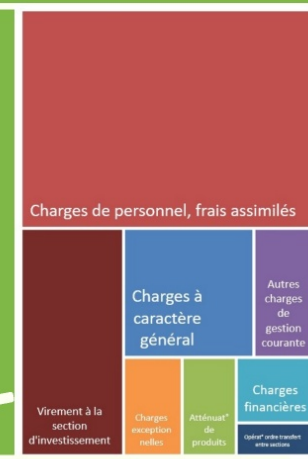 Charges de personnel, frais assimilés
Charges à
caractère
général
Autres
charges
de
gestion
courante
Virement à la
section
d'investissement
Charges
exception
nelles
Atténuat°
de
produits
Charges
financières
Opérat° ordre transfert
entre sections